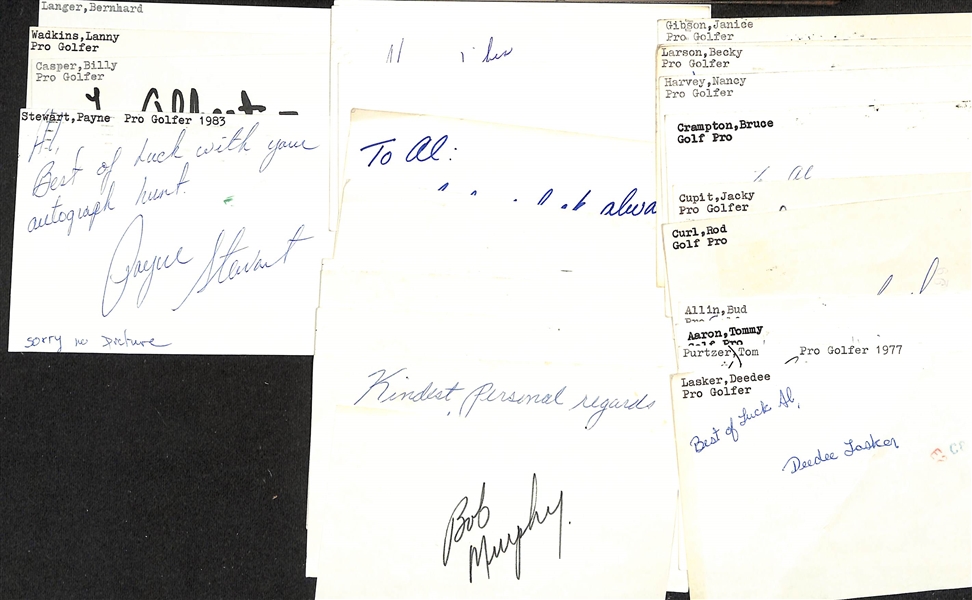 Langer,Bernhard
Wadkins,Lanny
Pro Golfer
Casper,Billy
Pro Golfer
Stewart,Payne Pro Golfer 1983
Hi,
Best of Luck with your
autograph hunt.
Payne Stewart
sorry no picture
To Al:
alwa
Kindest personal regards
Bob
Murphy.
Gibson,Janice
Pro Golfer
Larson,Becky
Pro Golfer
Harvey,Nancy
Pro Golfer
Crampton,Bruce
Golf Pro
Al
Cupit,Jacky
Pro Golfer
Curl,Rod
Golf Pro
Allin,Bud
Aaron,Tommy
Golf Pro
Purtzer,Tom Pro Golfer 1977
Lasker,Deedee
Pro Golfer
Best of Luck Al,
Deedee Lasker